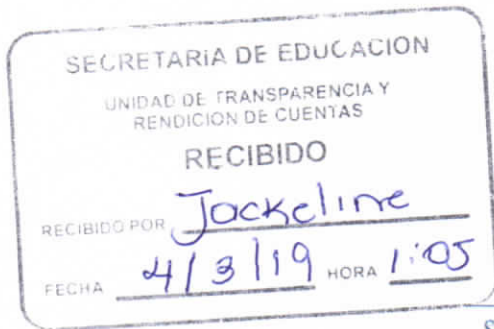 SECRETARIA DE EDUCACION
UNIDAD DE TRANSPARENCIA Y
RENDICION DE CUENTAS
RECIBIDO
RECIBIDO POR Jackeline
FECHA 4/3/19 HORA 1:05